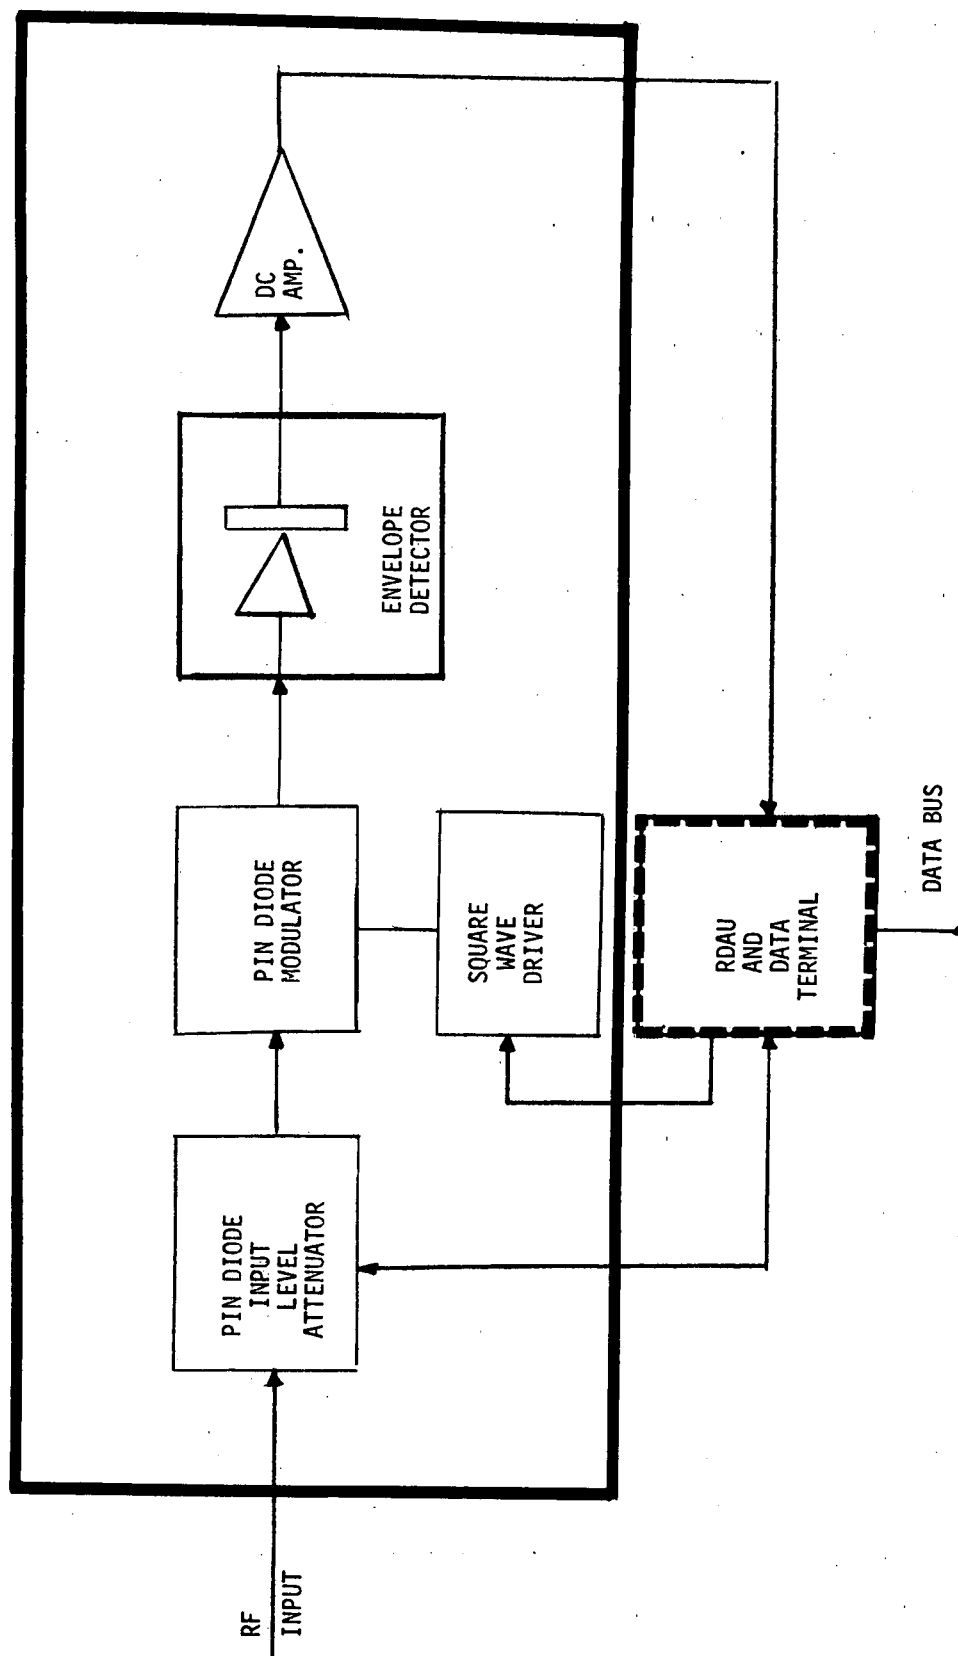 RF
INPUT
PIN DIODE
INPUT
LEVEL
ATTENUATOR
PIN DIODE
MODULATOR
SQUARE
WAVE
DRIVER
ENVELOPE
DETECTOR
DC
AMP.
RDAU
AND
DATA
TERMINAL
DATA BUS